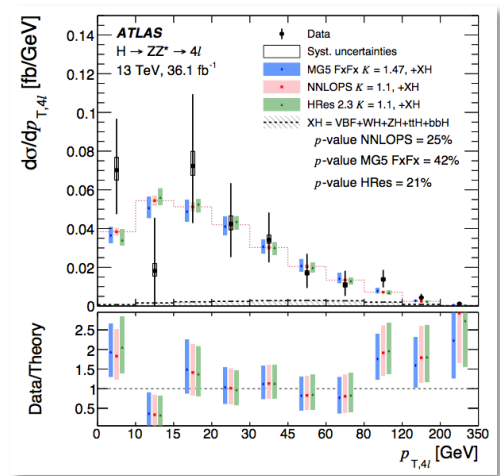 ATLAS
H → ZZ* → 4l
13 TeV, 36.1 fb⁻¹
Data
Syst. uncertainties
MG5 FxFx K = 1.47, +XH
NNLOPS K = 1.1, +XH
HRes 2.3 K = 1.1, +XH
XH = VBF+WH+ZH+ttH+bbH
p-value NNLOPS = 25%
p-value MG5 FxFx = 42%
p-value HRes = 21%
dσ/dp_T,4l [fb/GeV]
0.14
0.12
0.1
0.08
0.06
0.04
0.02
0
Data/Theory
2.5
2
1.5
1
0.5
0 10 15 20 30 45 60 80 120 200 350
p_T,4l [GeV]